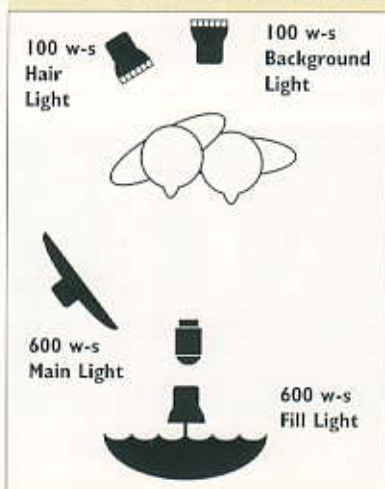 100 w-s
Hair
Light
100 w-s
Background
Light
600 w-s
Main Light
600 w-s
Fill Light